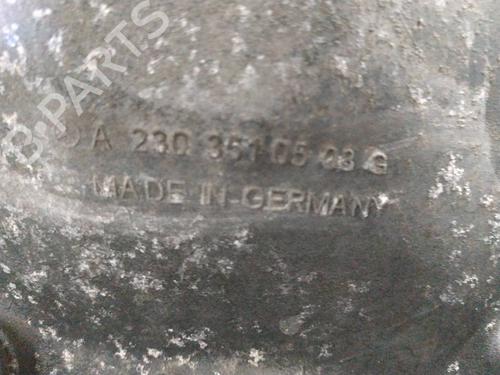 B-PARTS
A 230 351 05 08 G
MADE IN GERMANY